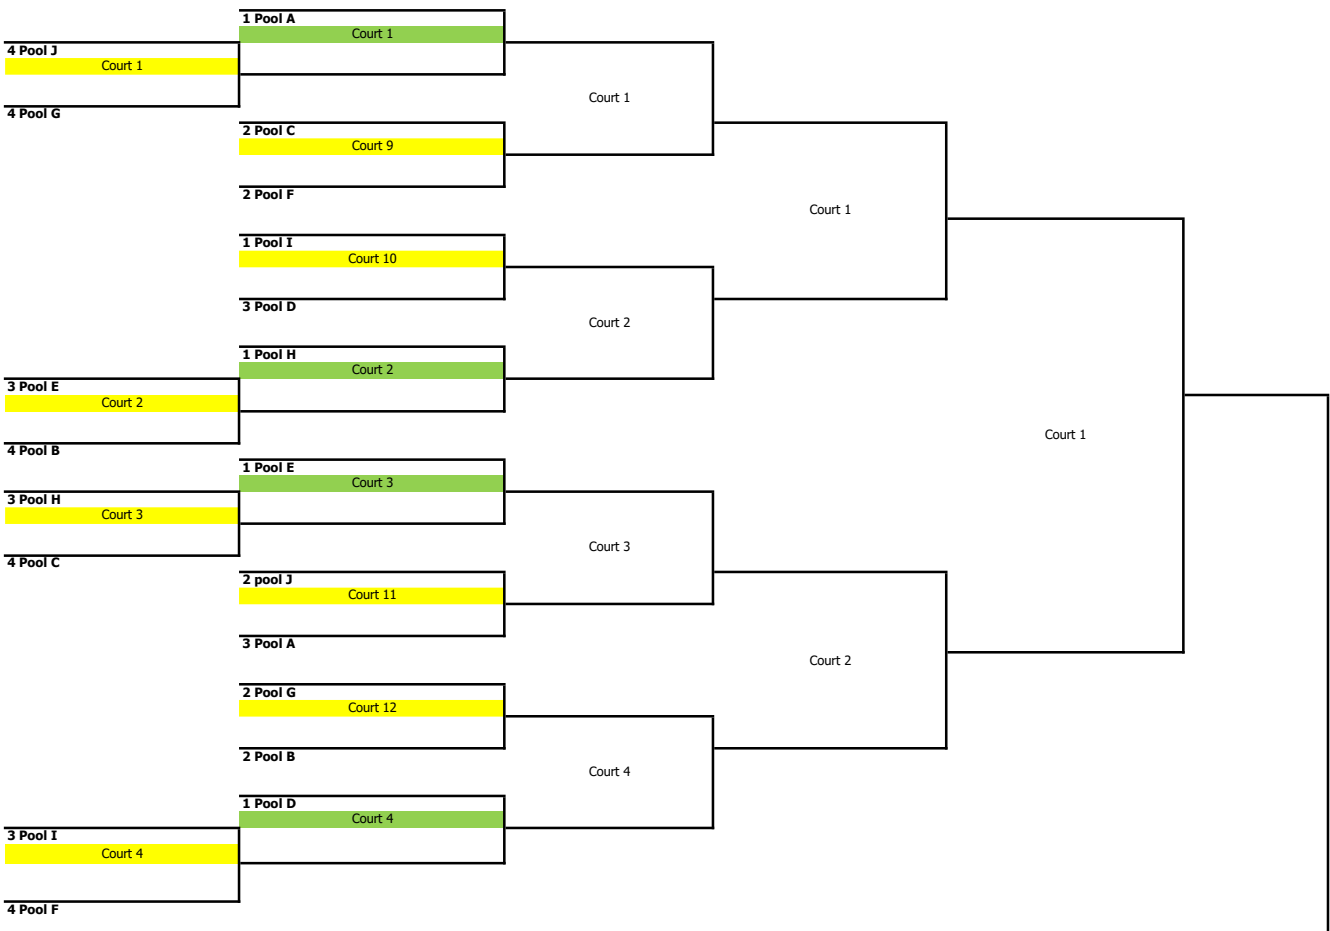 1 Pool A
Court 1
4 Pool J
Court 1
Court 1
4 Pool G
2 Pool C
Court 9
2 Pool F
Court 1
1 Pool I
Court 10
3 Pool D
Court 2
1 Pool H
Court 2
3 Pool E
Court 2
Court 1
4 Pool B
1 Pool E
Court 3
3 Pool H
Court 3
Court 3
4 Pool C
2 pool J
Court 11
3 Pool A
Court 2
2 Pool G
Court 12
2 Pool B
Court 4
1 Pool D
Court 4
3 Pool I
Court 4
4 Pool F